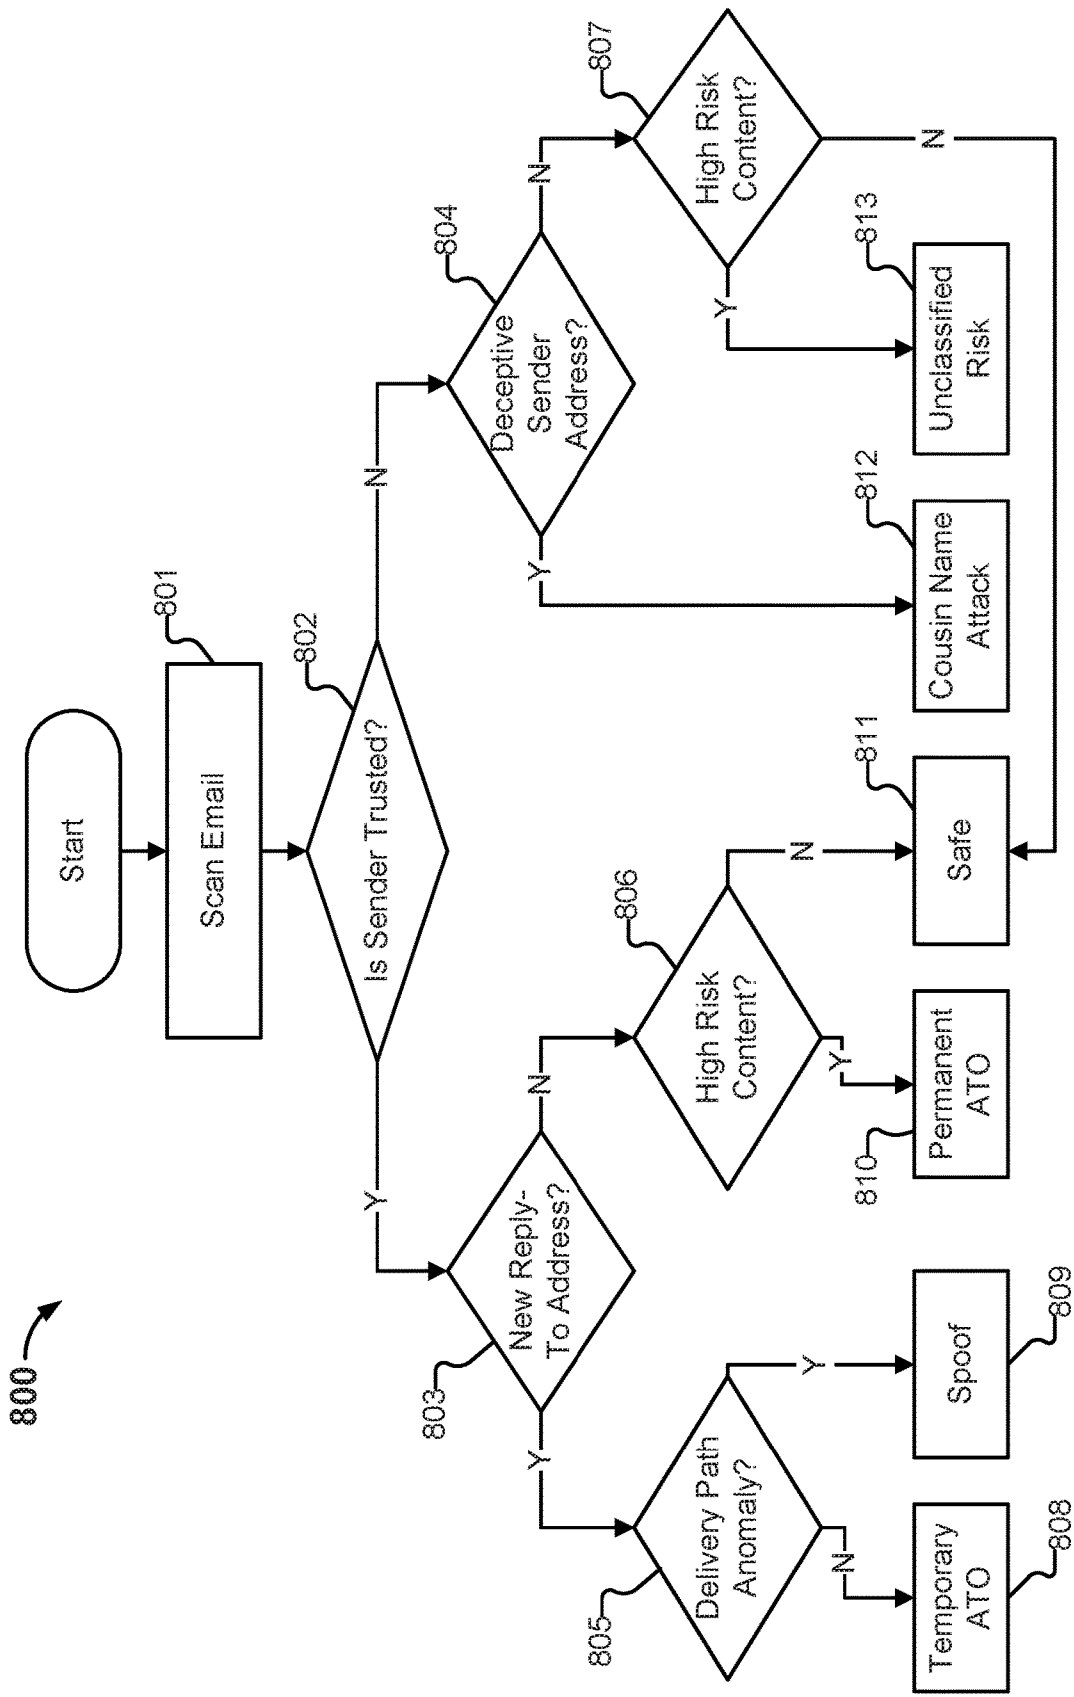 800
Start
801
Scan Email
802
Is Sender Trusted?
Y
N
803
New Reply-
To Address?
804
Deceptive
Sender
Address?
Y
N
Y
N
805
Delivery Path
Anomaly?
806
High Risk
Content?
807
High Risk
Content?
N
Y
Y
N
Y
N
808
Temporary
ATO
809
Spoof
810
Permanent
ATO
811
Safe
812
Cousin Name
Attack
813
Unclassified
Risk